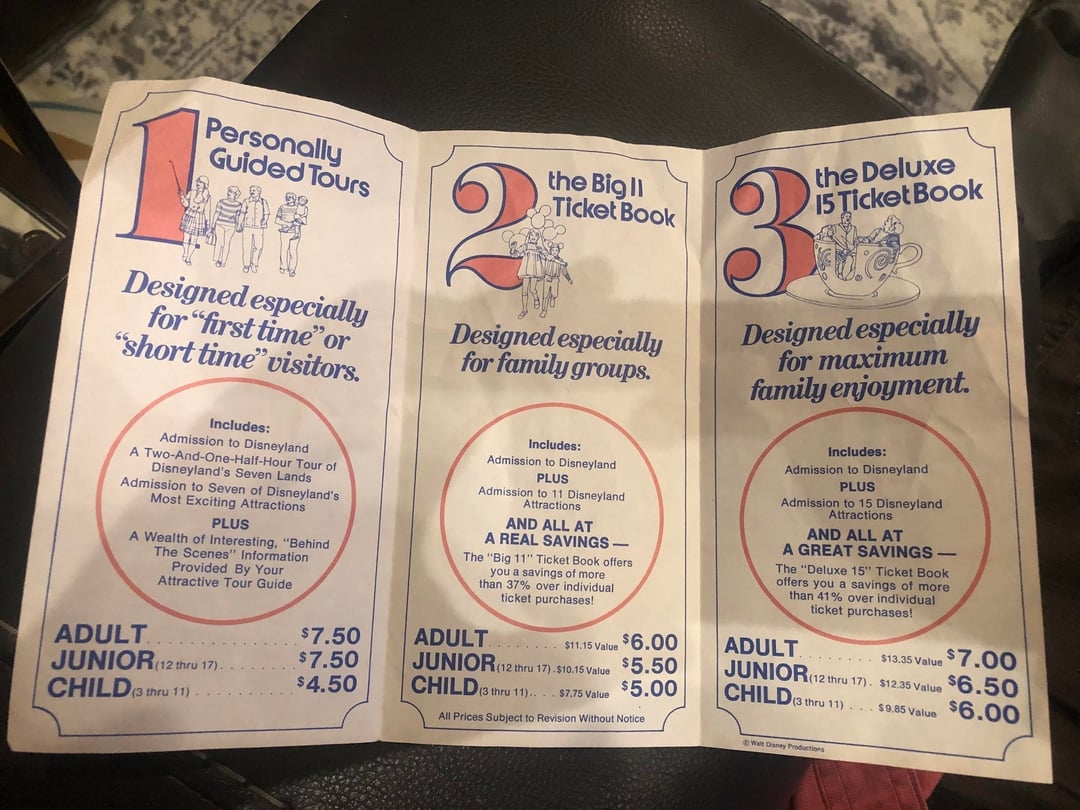 1 Personally
Guided Tours
Designed especially
for "first time" or
"short time" visitors.
Includes:
Admission to Disneyland
A Two-And-One-Half-Hour Tour of
Disneyland's Seven Lands
Admission to Seven of Disneyland's
Most Exciting Attractions
PLUS
A Wealth of Interesting, "Behind
The Scenes" Information
Provided By Your
Attractive Tour Guide
ADULT. . . . . . . . . . . . . $7.50
JUNIOR (12 thru 17) . . . . . . . . $7.50
CHILD (3 thru 11) . . . . . . . . . . $4.50
2 the Big 11
Ticket Book
Designed especially
for family groups.
Includes:
Admission to Disneyland
PLUS
Admission to 11 Disneyland
Attractions
AND ALL AT
A REAL SAVINGS —
The "Big 11" Ticket Book offers
you a savings of more
than 37% over individual
ticket purchases!
ADULT. . . . . . . . $11.15 Value $6.00
JUNIOR (12 thru 17) . $10.15 Value $5.50
CHILD (3 thru 11). . . $7.75 Value $5.00
All Prices Subject to Revision Without Notice
3 the Deluxe
15 Ticket Book
Designed especially
for maximum
family enjoyment.
Includes:
Admission to Disneyland
PLUS
Admission to 15 Disneyland
Attractions
AND ALL AT
A GREAT SAVINGS —
The "Deluxe 15" Ticket Book
offers you a savings of more
than 41% over individual
ticket purchases!
ADULT. . . . . . . . $13.35 Value $7.00
JUNIOR (12 thru 17) . $12.35 Value $6.50
CHILD (3 thru 11) . . . $9.85 Value $6.00
© Walt Disney Productions